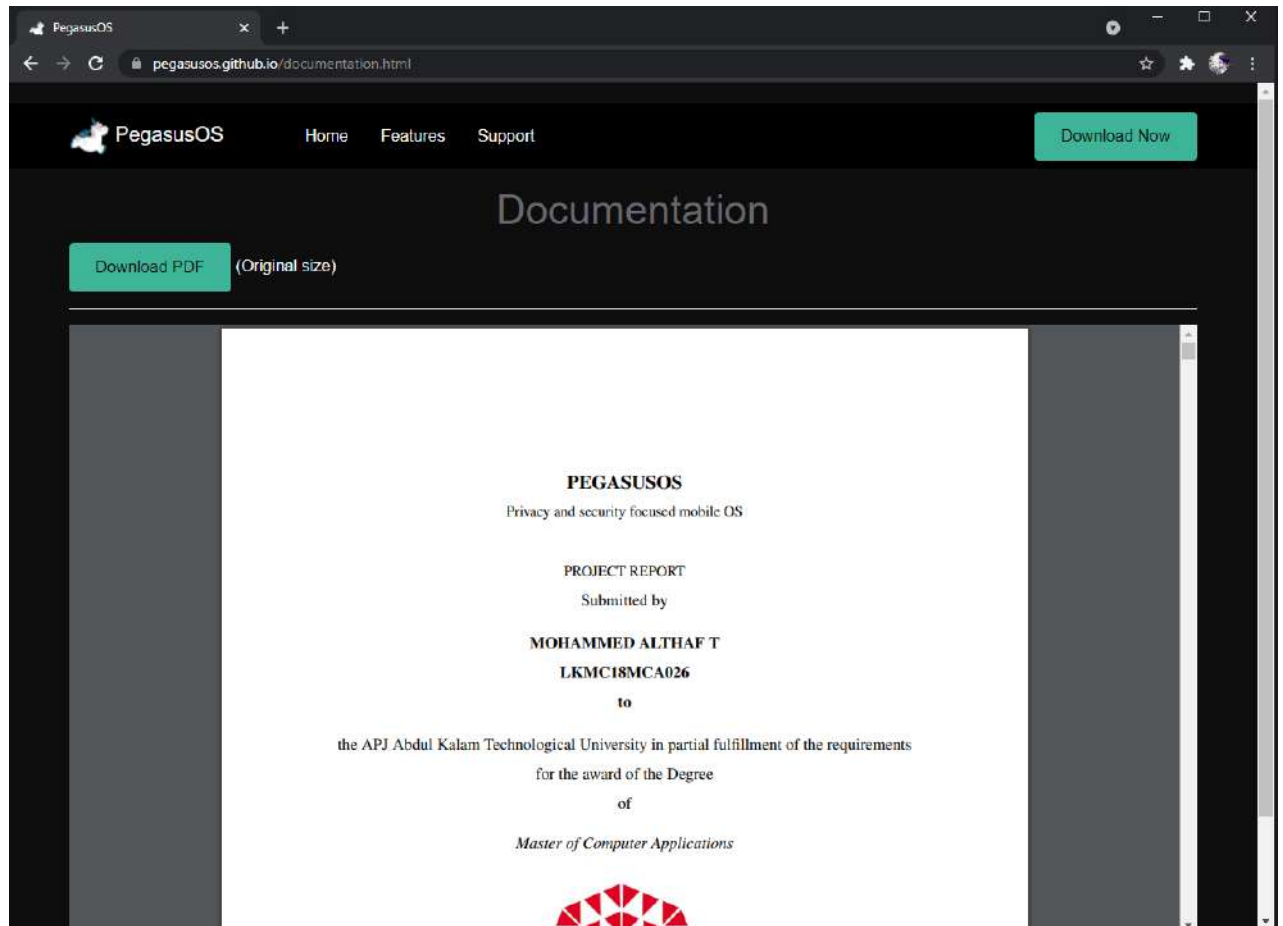 PegasusOS
pegasusos.github.io/documentation.html
PegasusOS Home Features Support Download Now
Documentation
Download PDF (Original size)
PEGASUSOS
Privacy and security focused mobile OS
PROJECT REPORT
Submitted by
MOHAMMED ALTHAF T
LKMC18MCA026
to
the APJ Abdul Kalam Technological University in partial fulfillment of the requirements
for the award of the Degree
of
Master of Computer Applications